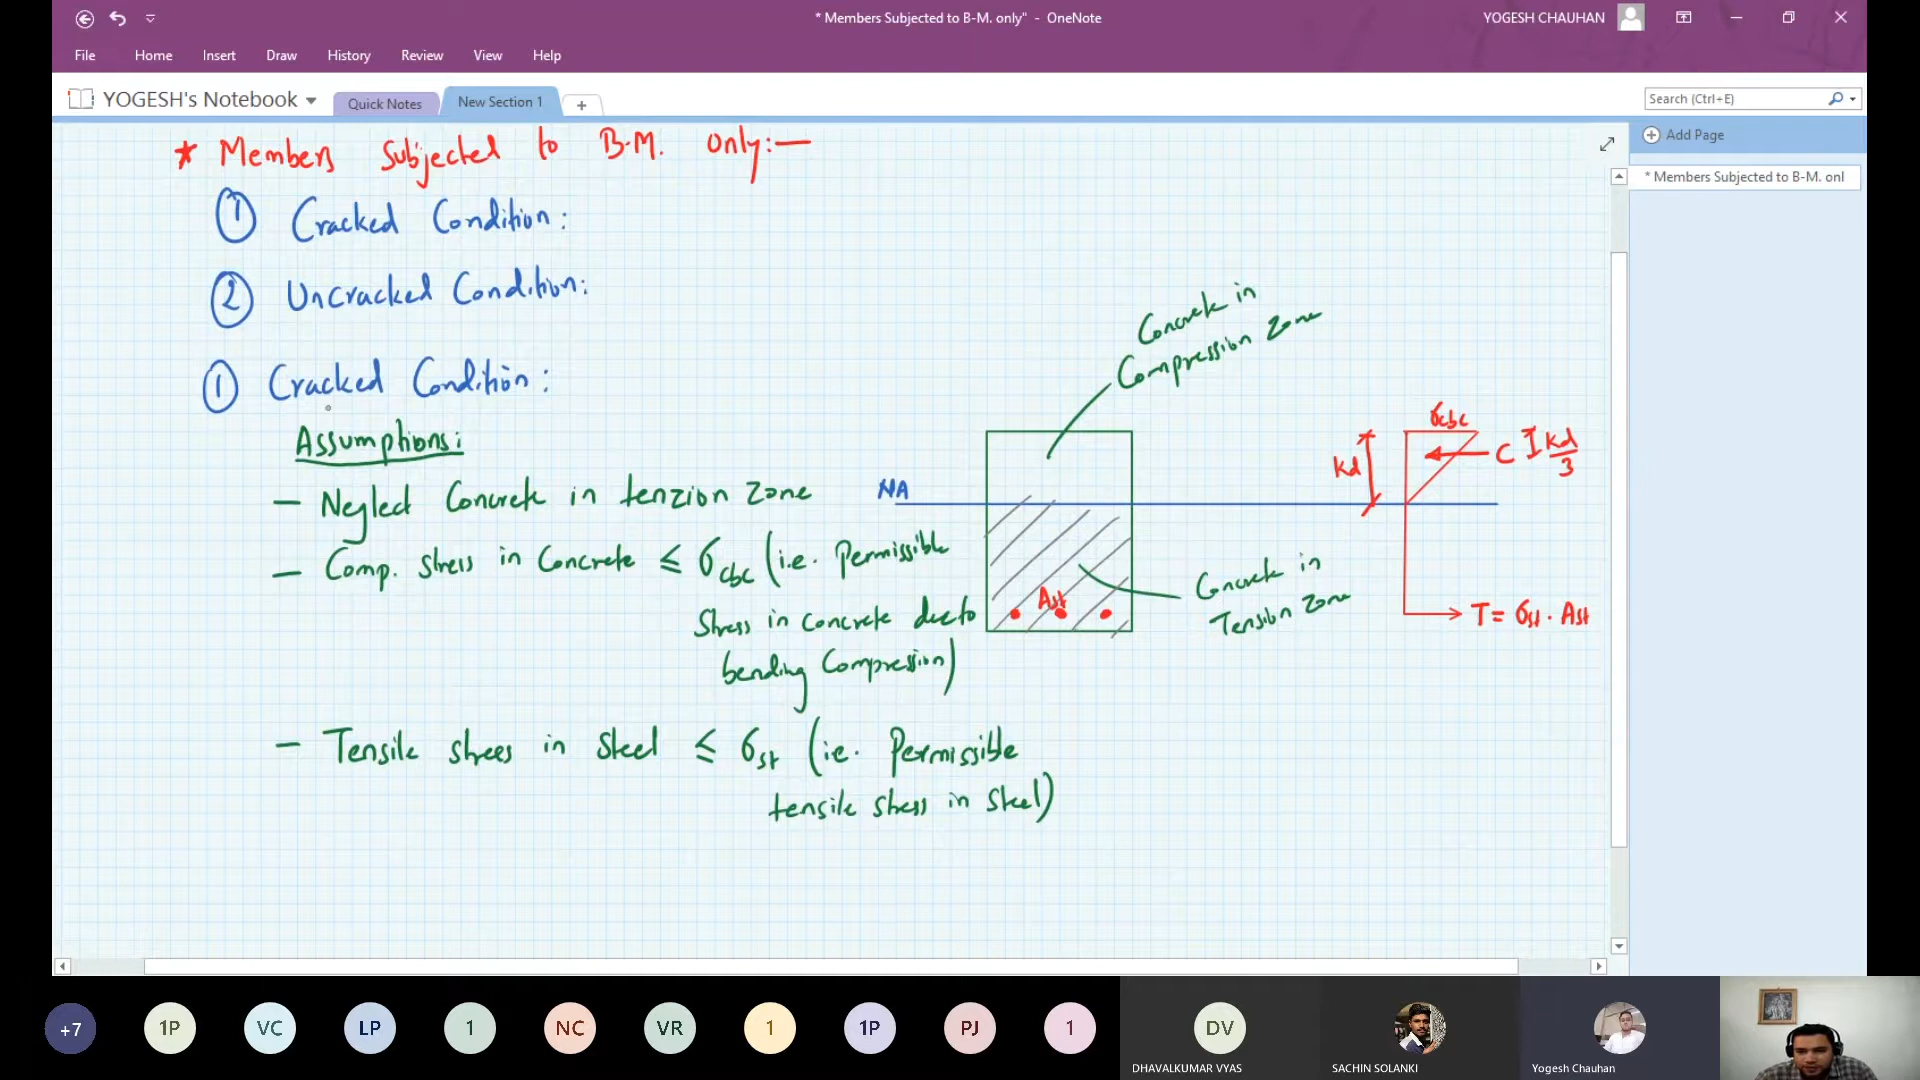 * Members Subjected to B-M. only" - OneNote
YOGESH CHAUHAN
File Home Insert Draw History Review View Help
YOGESH's Notebook
Quick Notes
New Section 1
Search (Ctrl+E)
Add Page
* Members Subjected to B-M. onl
* Members Subjected to B.M. only:—
① Cracked Condition:
② Uncracked Condition:
① Cracked Condition:
Assumptions:
— Neglect Concrete in tenzion zone
— Comp. stress in Concrete ≤ σcbc (i.e. Permissible
stress in concrete due to
bending Compression)
— Tensile strees in steel ≤ σst (i.e. Permissible
tensile stress in steel)
Concrete in
Compression zone
NA
Ast
Concrete in
Tension zone
σcbc
kd
C
kd/3
T = σst . Ast
+7
1P
VC
LP
1
NC
VR
1
1P
PJ
1
DV
DHAVALKUMAR VYAS
SACHIN SOLANKI
Yogesh Chauhan